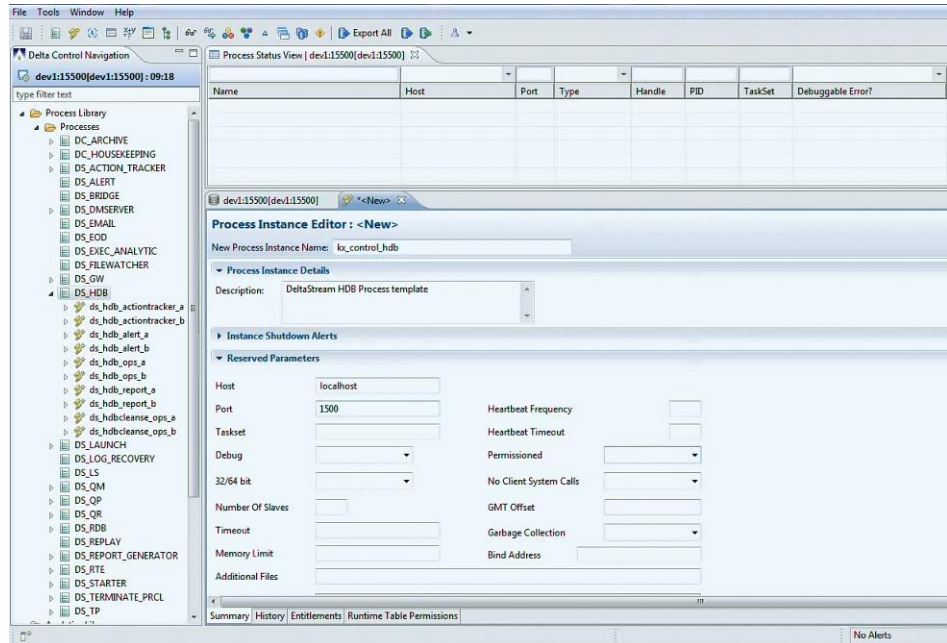 File Tools Window Help
Export All
Delta Control Navigation
dev1:15500[dev1:15500] : 09:18
type filter text
Process Library
Processes
DC_ARCHIVE
DC_HOUSEKEEPING
DS_ACTION_TRACKER
DS_ALERT
DS_BRIDGE
DS_DMSERVER
DS_EMAIL
DS_EOD
DS_EXEC_ANALYTIC
DS_FILEWATCHER
DS_GW
DS_HDB
ds_hdb_actiontracker_a
ds_hdb_actiontracker_b
ds_hdb_alert_a
ds_hdb_alert_b
ds_hdb_ops_a
ds_hdb_ops_b
ds_hdb_report_a
ds_hdb_report_b
ds_hdbcleanse_ops_a
ds_hdbcleanse_ops_b
DS_LAUNCH
DS_LOG_RECOVERY
DS_LS
DS_QM
DS_QP
DS_QR
DS_RDB
DS_REPLAY
DS_REPORT_GENERATOR
DS_RTE
DS_STARTER
DS_TERMINATE_PRCL
DS_TP
Process Status View | dev1:15500[dev1:15500]
Name Host Port Type Handle PID TaskSet Debuggable Error?
dev1:15500[dev1:15500] *<New>
Process Instance Editor : <New>
New Process Instance Name: kx_control_hdb
Process Instance Details
Description: DeltaStream HDB Process template
Instance Shutdown Alerts
Reserved Parameters
Host localhost
Port 1500 Heartbeat Frequency
Taskset Heartbeat Timeout
Debug Permissioned
32/64 bit No Client System Calls
Number Of Slaves GMT Offset
Timeout Garbage Collection
Memory Limit Bind Address
Additional Files
Summary History Entitlements Runtime Table Permissions
No Alerts